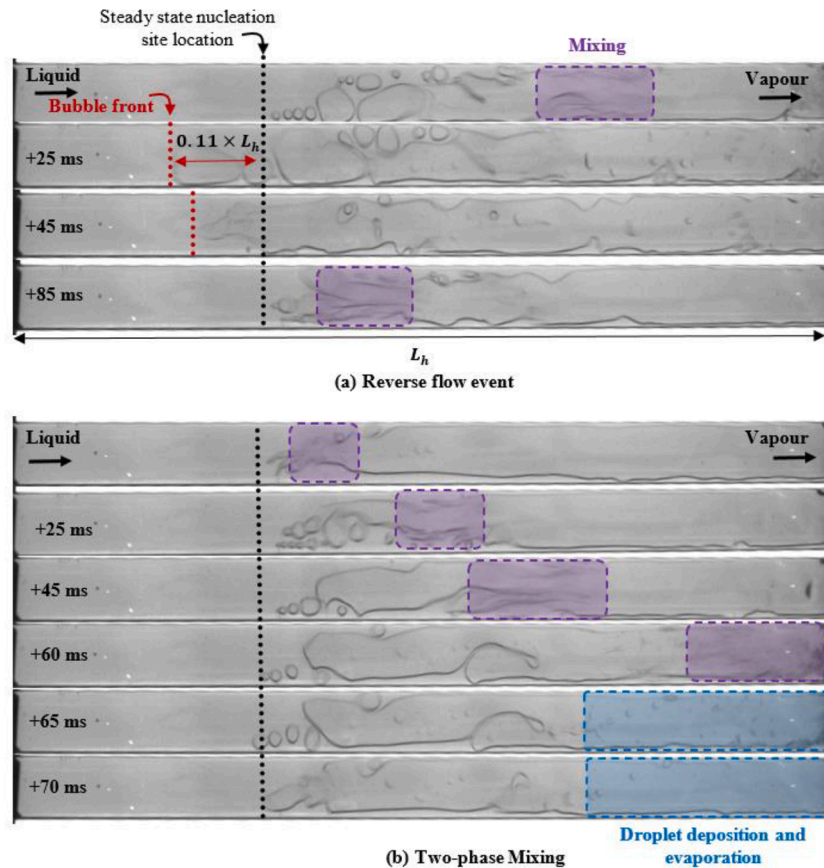 Steady state nucleation
site location
Mixing
Liquid
Vapour
Bubble front
0.11 × L_h
+25 ms
+45 ms
+85 ms
L_h
(a) Reverse flow event
Liquid
Vapour
+25 ms
+45 ms
+60 ms
+65 ms
+70 ms
Droplet deposition and
evaporation
(b) Two-phase Mixing